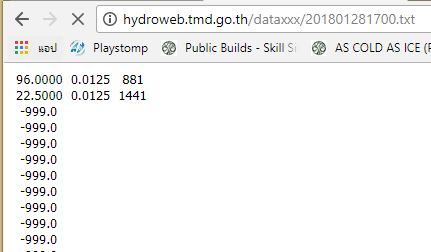 hydroweb.tmd.go.th/dataxxx/201801281700.txt
แอป Playstomp Public Builds - Skill Si AS COLD AS ICE (F
96.0000 0.0125 881
22.5000 0.0125 1441
-999.0
-999.0
-999.0
-999.0
-999.0
-999.0
-999.0
-999.0
-999.0